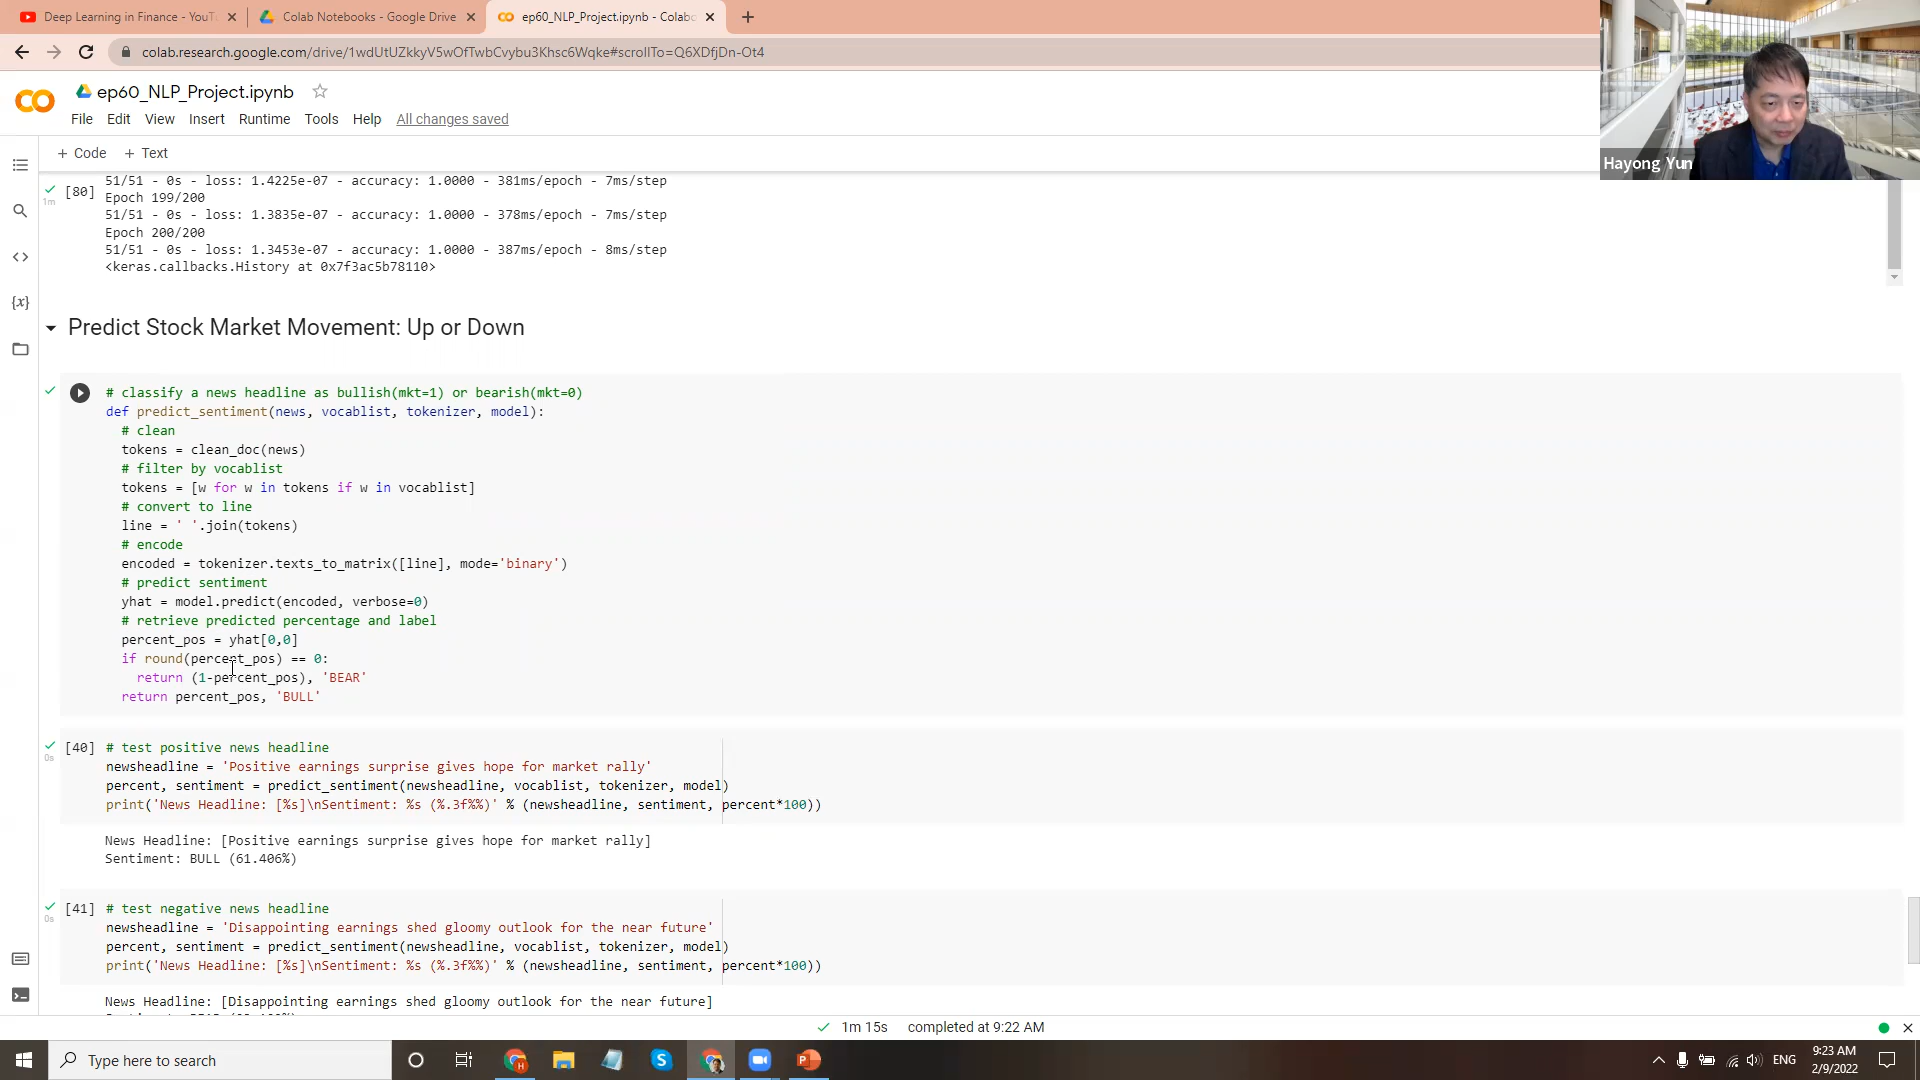 Deep Learning in Finance - YouTu
Colab Notebooks - Google Drive
ep60_NLP_Project.ipynb - Colabo
colab.research.google.com/drive/1wdUtUZkkyV5wOfTwbCvybu3Khsc6Wqke#scrollTo=Q6XDfjDn-Ot4
ep60_NLP_Project.ipynb
File Edit View Insert Runtime Tools Help All changes saved
Hayong Yun
+ Code + Text
[80] 51/51 - 0s - loss: 1.4225e-07 - accuracy: 1.0000 - 381ms/epoch - 7ms/step
1m
Epoch 199/200
51/51 - 0s - loss: 1.3835e-07 - accuracy: 1.0000 - 378ms/epoch - 7ms/step
Epoch 200/200
51/51 - 0s - loss: 1.3453e-07 - accuracy: 1.0000 - 387ms/epoch - 8ms/step
<keras.callbacks.History at 0x7f3ac5b78110>
{x}
Predict Stock Market Movement: Up or Down
# classify a news headline as bullish(mkt=1) or bearish(mkt=0)
def predict_sentiment(news, vocablist, tokenizer, model):
# clean
tokens = clean_doc(news)
# filter by vocablist
tokens = [w for w in tokens if w in vocablist]
# convert to line
line = ' '.join(tokens)
# encode
encoded = tokenizer.texts_to_matrix([line], mode='binary')
# predict sentiment
yhat = model.predict(encoded, verbose=0)
# retrieve predicted percentage and label
percent_pos = yhat[0,0]
if round(percent_pos) == 0:
return (1-percent_pos), 'BEAR'
return percent_pos, 'BULL'
[40] # test positive news headline
0s
newsheadline = 'Positive earnings surprise gives hope for market rally'
percent, sentiment = predict_sentiment(newsheadline, vocablist, tokenizer, model)
print('News Headline: [%s]\nSentiment: %s (%.3f%%)' % (newsheadline, sentiment, percent*100))
News Headline: [Positive earnings surprise gives hope for market rally]
Sentiment: BULL (61.406%)
[41] # test negative news headline
0s
newsheadline = 'Disappointing earnings shed gloomy outlook for the near future'
percent, sentiment = predict_sentiment(newsheadline, vocablist, tokenizer, model)
print('News Headline: [%s]\nSentiment: %s (%.3f%%)' % (newsheadline, sentiment, percent*100))
News Headline: [Disappointing earnings shed gloomy outlook for the near future]
1m 15s completed at 9:22 AM
Type here to search
ENG
9:23 AM
2/9/2022